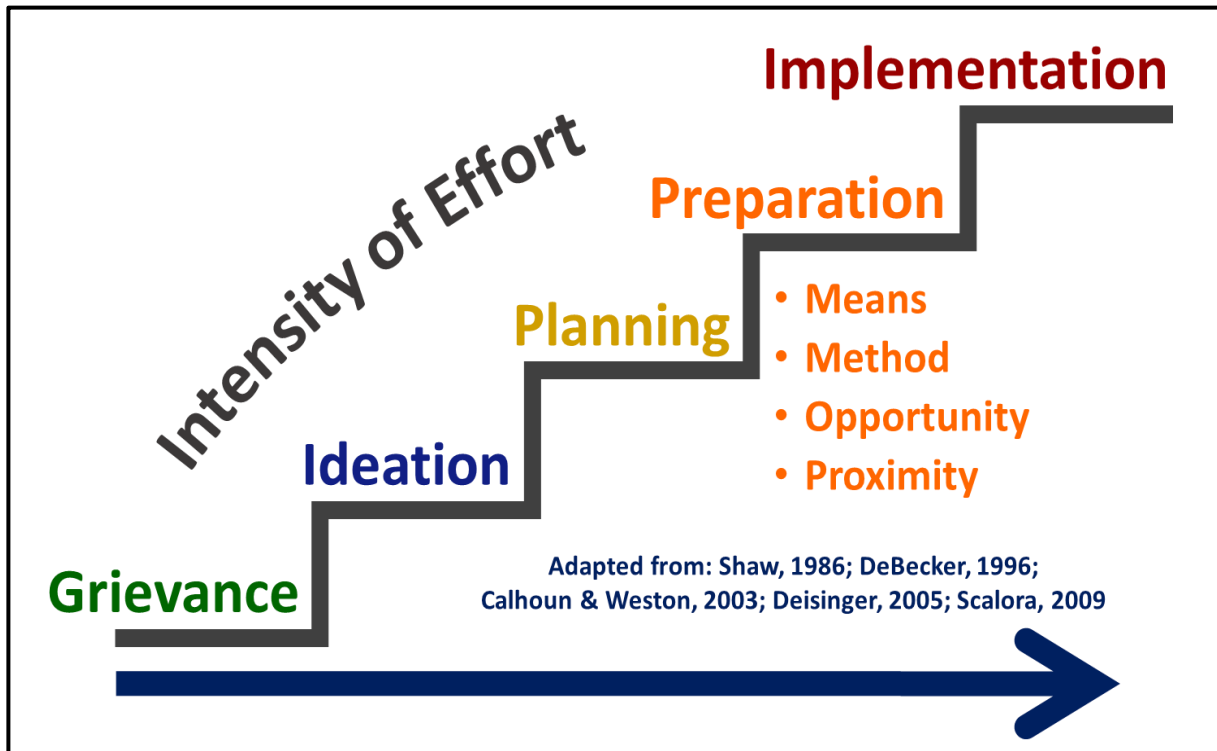 Implementation
Intensity of Effort
Preparation
• Means
• Method
• Opportunity
• Proximity
Planning
Ideation
Grievance
Adapted from: Shaw, 1986; DeBecker, 1996;
Calhoun & Weston, 2003; Deisinger, 2005; Scalora, 2009